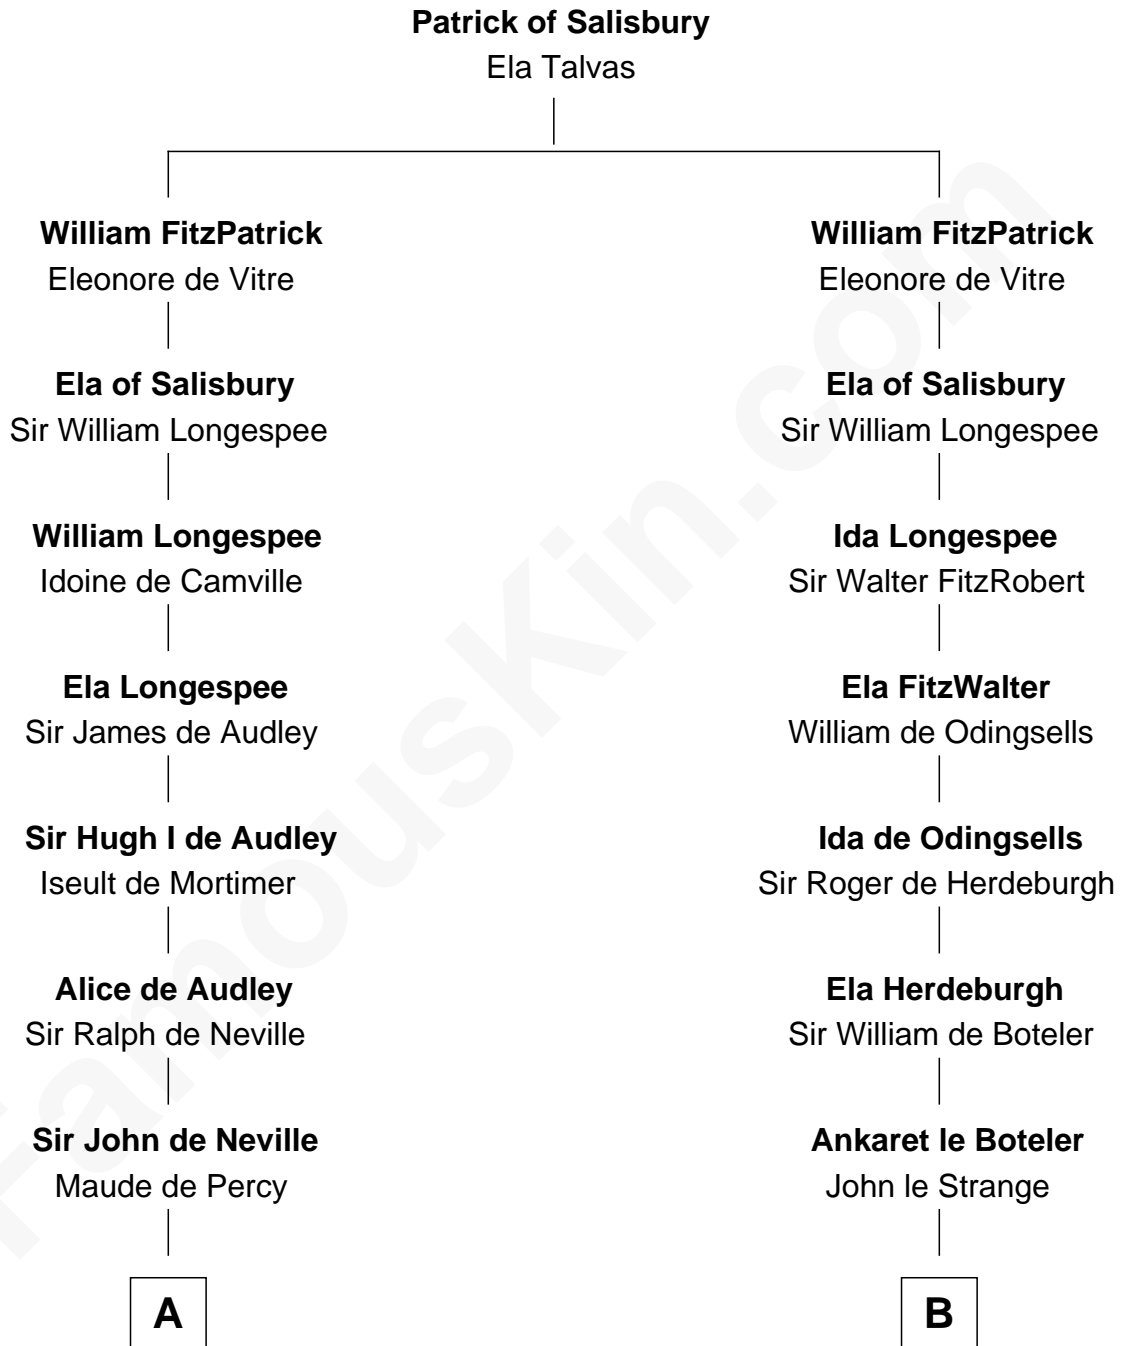 Patrick of Salisbury
Ela Talvas
William FitzPatrick
Eleonore de Vitre
William FitzPatrick
Eleonore de Vitre
Ela of Salisbury
Sir William Longespee
Ela of Salisbury
Sir William Longespee
William Longespee
Idoine de Camville
Ida Longespee
Sir Walter FitzRobert
Ela Longespee
Sir James de Audley
Ela FitzWalter
William de Odingsells
Sir Hugh I de Audley
Iseult de Mortimer
Ida de Odingsells
Sir Roger de Herdeburgh
Alice de Audley
Sir Ralph de Neville
Ela Herdeburgh
Sir William de Boteler
Sir John de Neville
Maude de Percy
Ankaret le Boteler
John le Strange
A
B
FamousKin.com